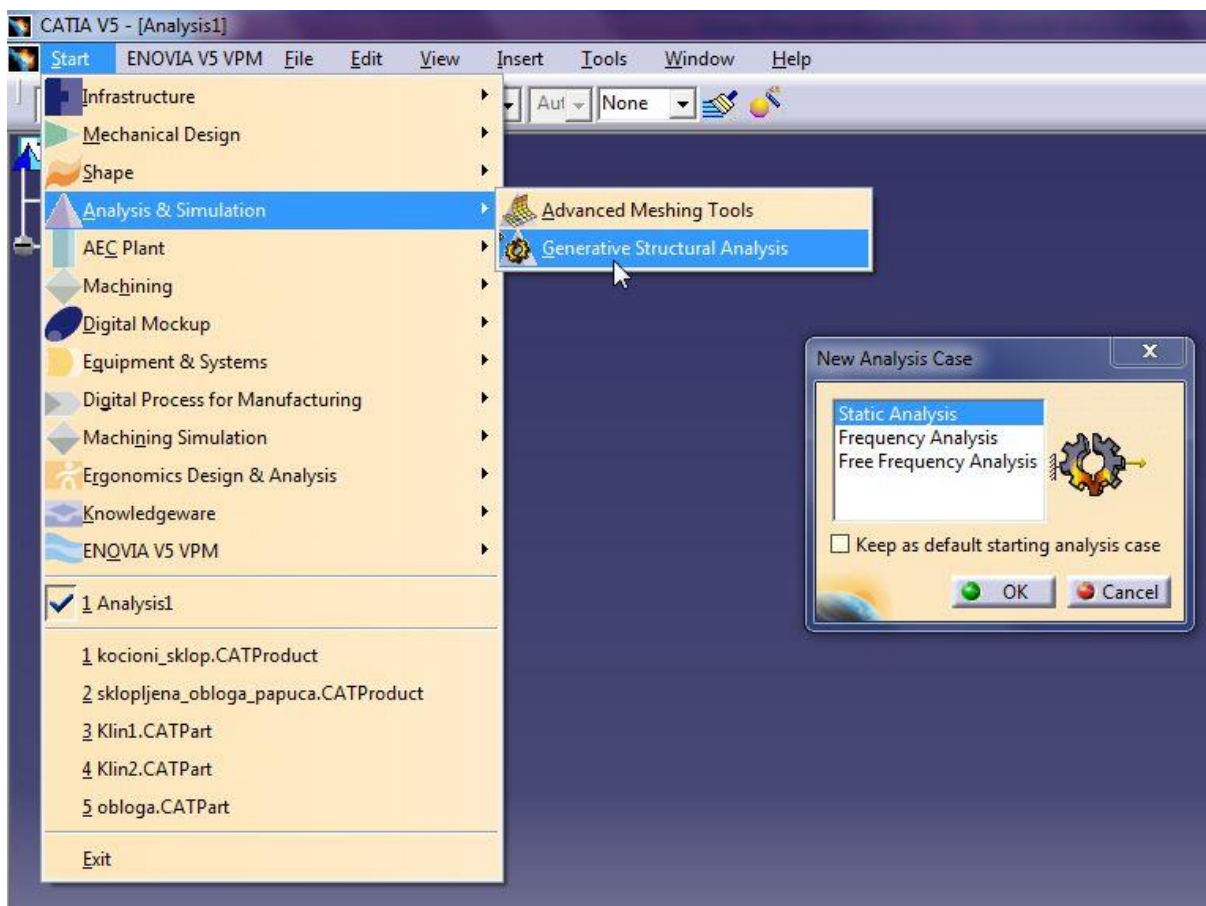 CATIA V5 - [Analysis1]
Start ENOVIA V5 VPM File Edit View Insert Tools Window Help
Aut None
Infrastructure
Mechanical Design
Shape
Analysis & Simulation
AEC Plant
Machining
Digital Mockup
Equipment & Systems
Digital Process for Manufacturing
Machining Simulation
Ergonomics Design & Analysis
Knowledgeware
ENOVIA V5 VPM
1 Analysis1
1 kocioni_sklop.CATProduct
2 sklopljena_obloga_papuca.CATProduct
3 Klin1.CATPart
4 Klin2.CATPart
5 obloga.CATPart
Exit
Advanced Meshing Tools
Generative Structural Analysis
New Analysis Case
x
Static Analysis
Frequency Analysis
Free Frequency Analysis
Keep as default starting analysis case
OK Cancel